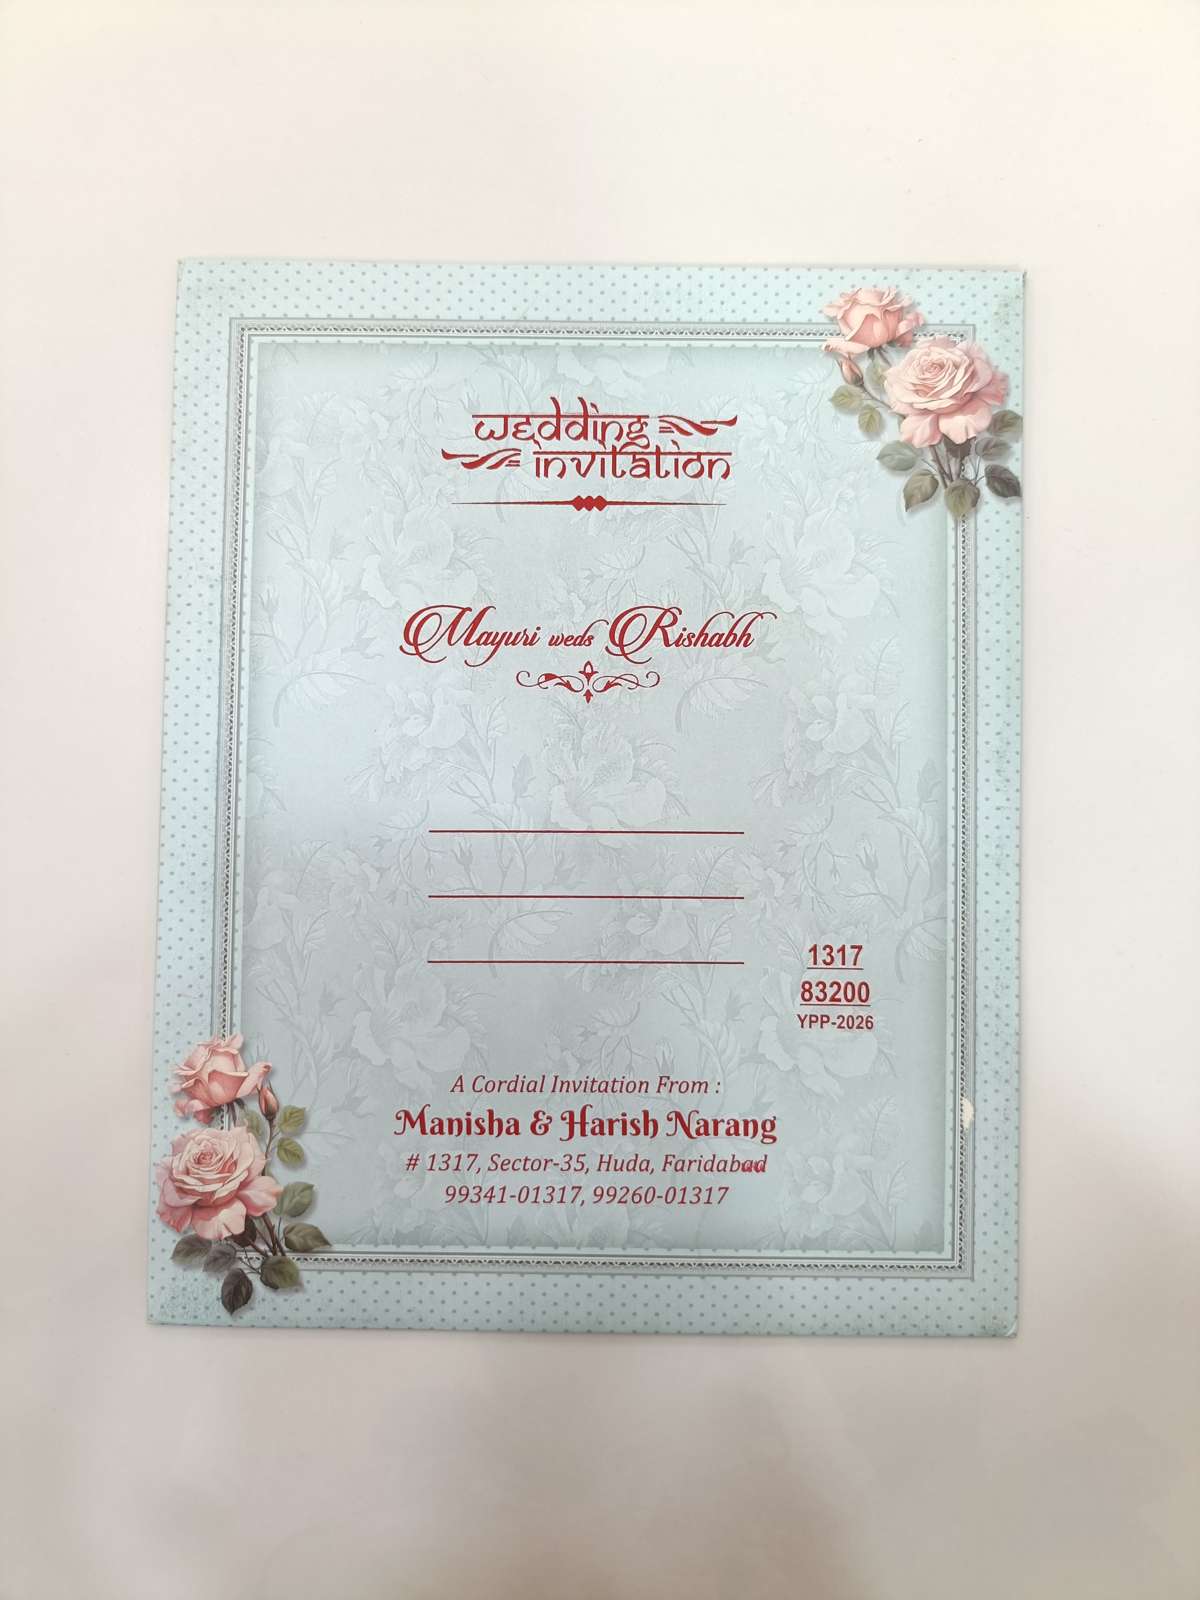 wedding
invitation
Mayuri weds Rishabh
1317
83200
YPP-2026
A Cordial Invitation From :
Manisha & Harish Narang
# 1317, Sector-35, Huda, Faridabad
99341-01317, 99260-01317